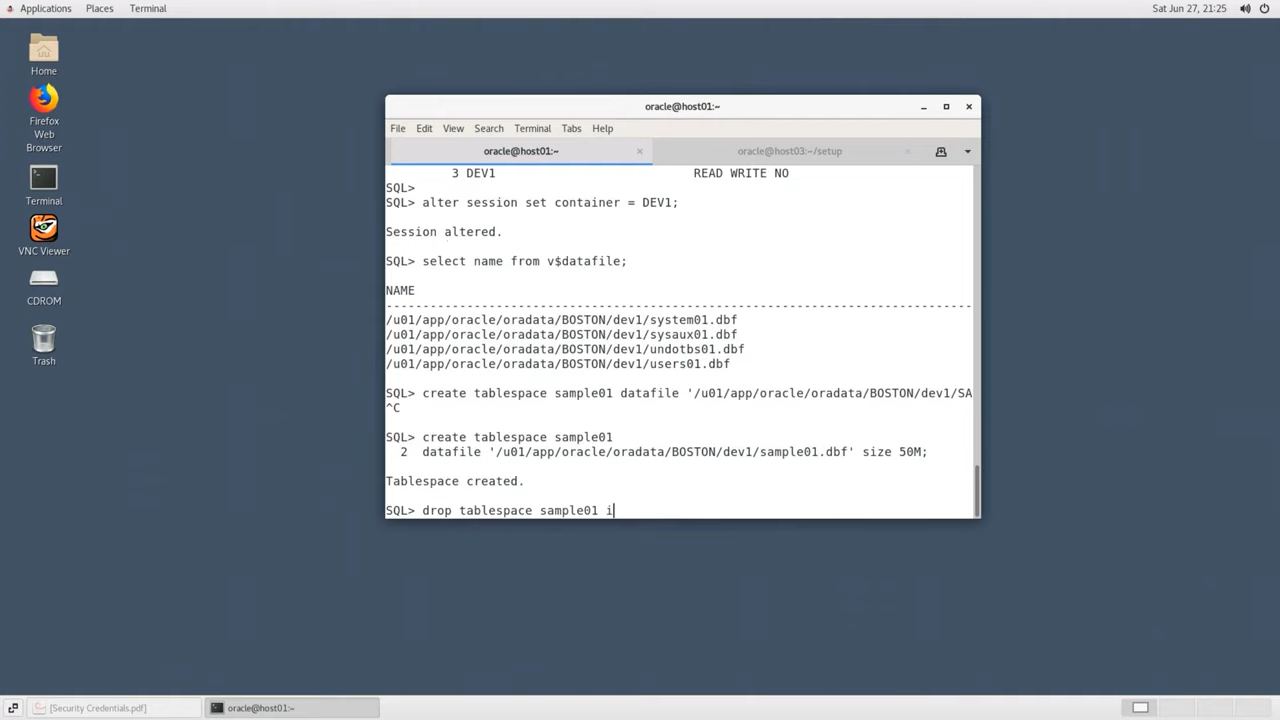 Applications Places Terminal Sat Jun 27, 21:25
Home
Firefox
Web
Browser
Terminal
VNC Viewer
CDROM
Trash
oracle@host01:~
File Edit View Search Terminal Tabs Help
oracle@host01:~ oracle@host03:~/setup
3 DEV1 READ WRITE NO
SQL>
SQL> alter session set container = DEV1;
Session altered.
SQL> select name from v$datafile;
NAME
--------------------------------------------------------------------------------
/u01/app/oracle/oradata/BOSTON/dev1/system01.dbf
/u01/app/oracle/oradata/BOSTON/dev1/sysaux01.dbf
/u01/app/oracle/oradata/BOSTON/dev1/undotbs01.dbf
/u01/app/oracle/oradata/BOSTON/dev1/users01.dbf
SQL> create tablespace sample01 datafile '/u01/app/oracle/oradata/BOSTON/dev1/SA
^C
SQL> create tablespace sample01
2 datafile '/u01/app/oracle/oradata/BOSTON/dev1/sample01.dbf' size 50M;
Tablespace created.
SQL> drop tablespace sample01 i
[Security Credentials.pdf] oracle@host01:~